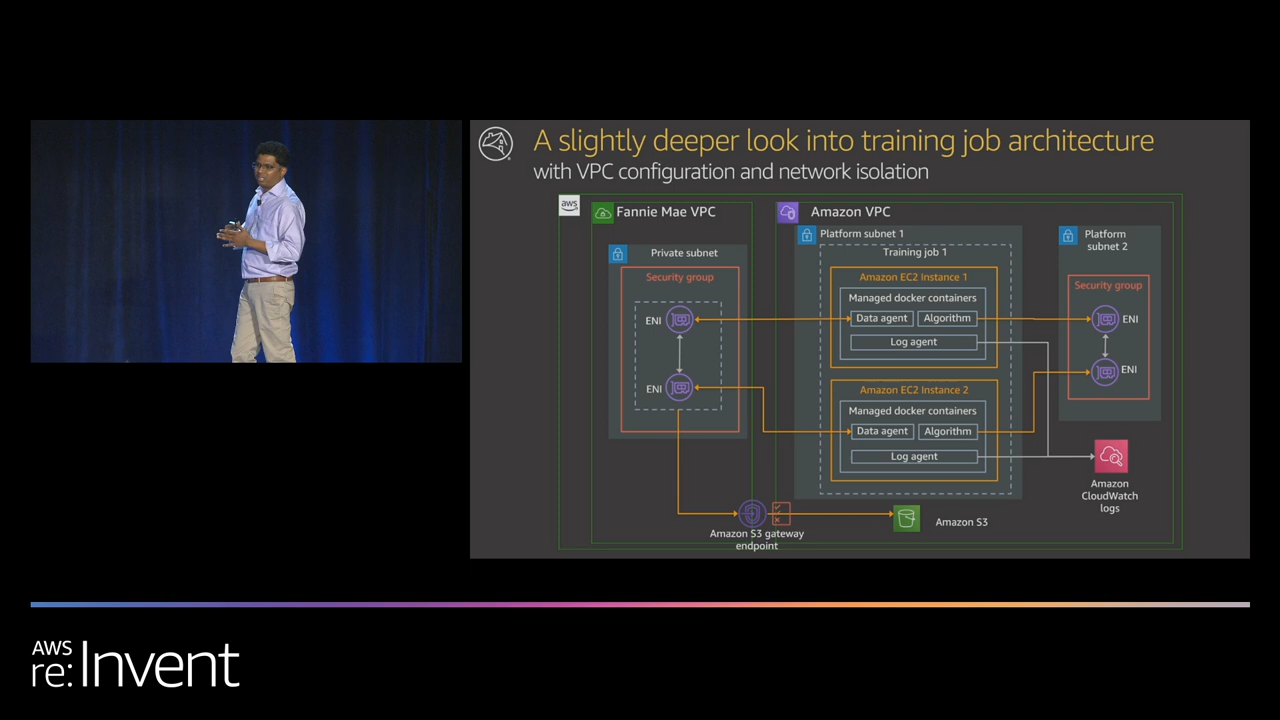 A slightly deeper look into training job architecture
with VPC configuration and network isolation
aws
Fannie Mae VPC
Amazon VPC
Private subnet
Security group
ENI
ENI
Platform subnet 1
Training job 1
Amazon EC2 Instance 1
Managed docker containers
Data agent
Algorithm
Log agent
Amazon EC2 Instance 2
Managed docker containers
Data agent
Algorithm
Log agent
Platform
subnet 2
Security group
ENI
ENI
Amazon
CloudWatch
logs
Amazon S3 gateway
endpoint
Amazon S3
AWS
re:Invent